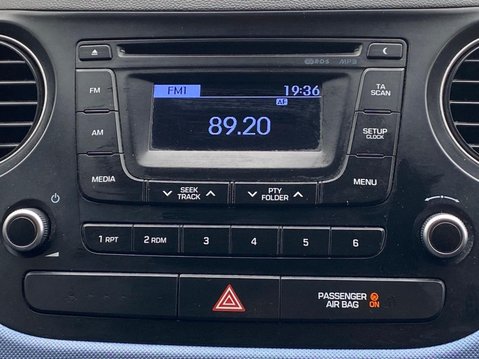 RDS MP3
FM
FM1 19:36
TA
SCAN
AF
89.20
AM
SETUP
CLOCK
MEDIA
SEEK
TRACK
PTY
FOLDER
MENU
1 RPT 2 RDM 3 4 5 6
PASSENGER
AIR BAG ON